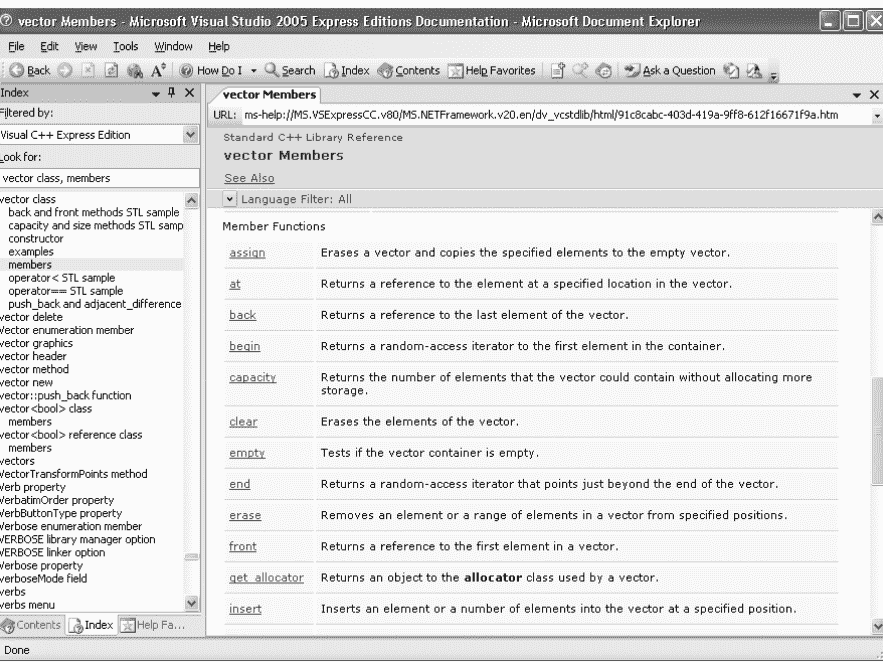 vector Members - Microsoft Visual Studio 2005 Express Editions Documentation - Microsoft Document Explorer
File Edit View Tools Window Help
Back How Do I Search Index Contents Help Favorites Ask a Question
Index
Filtered by:
Visual C++ Express Edition
Look for:
vector class, members
vector class
back and front methods STL sample
capacity and size methods STL samp
constructor
examples
members
operator< STL sample
operator== STL sample
push_back and adjacent_difference
vector delete
Vector enumeration member
vector graphics
vector header
vector method
vector new
vector::push_back function
vector<bool> class
members
vector<bool> reference class
members
vectors
VectorTransformPoints method
Verb property
VerbatimOrder property
VerbButtonType property
Verbose enumeration member
VERBOSE library manager option
VERBOSE linker option
Verbose property
verboseMode field
verbs
verbs menu
Contents Index Help Fa...
vector Members
URL: ms-help://MS.VSExpressCC.v80/MS.NETFramework.v20.en/dv_vcstdlib/html/91c8cabc-403d-419a-9ff8-612f16671f9a.htm
Standard C++ Library Reference
vector Members
See Also
Language Filter: All
Member Functions
assign Erases a vector and copies the specified elements to the empty vector.
at Returns a reference to the element at a specified location in the vector.
back Returns a reference to the last element of the vector.
begin Returns a random-access iterator to the first element in the container.
capacity Returns the number of elements that the vector could contain without allocating more
storage.
clear Erases the elements of the vector.
empty Tests if the vector container is empty.
end Returns a random-access iterator that points just beyond the end of the vector.
erase Removes an element or a range of elements in a vector from specified positions.
front Returns a reference to the first element in a vector.
get_allocator Returns an object to the allocator class used by a vector.
insert Inserts an element or a number of elements into the vector at a specified position.
Done